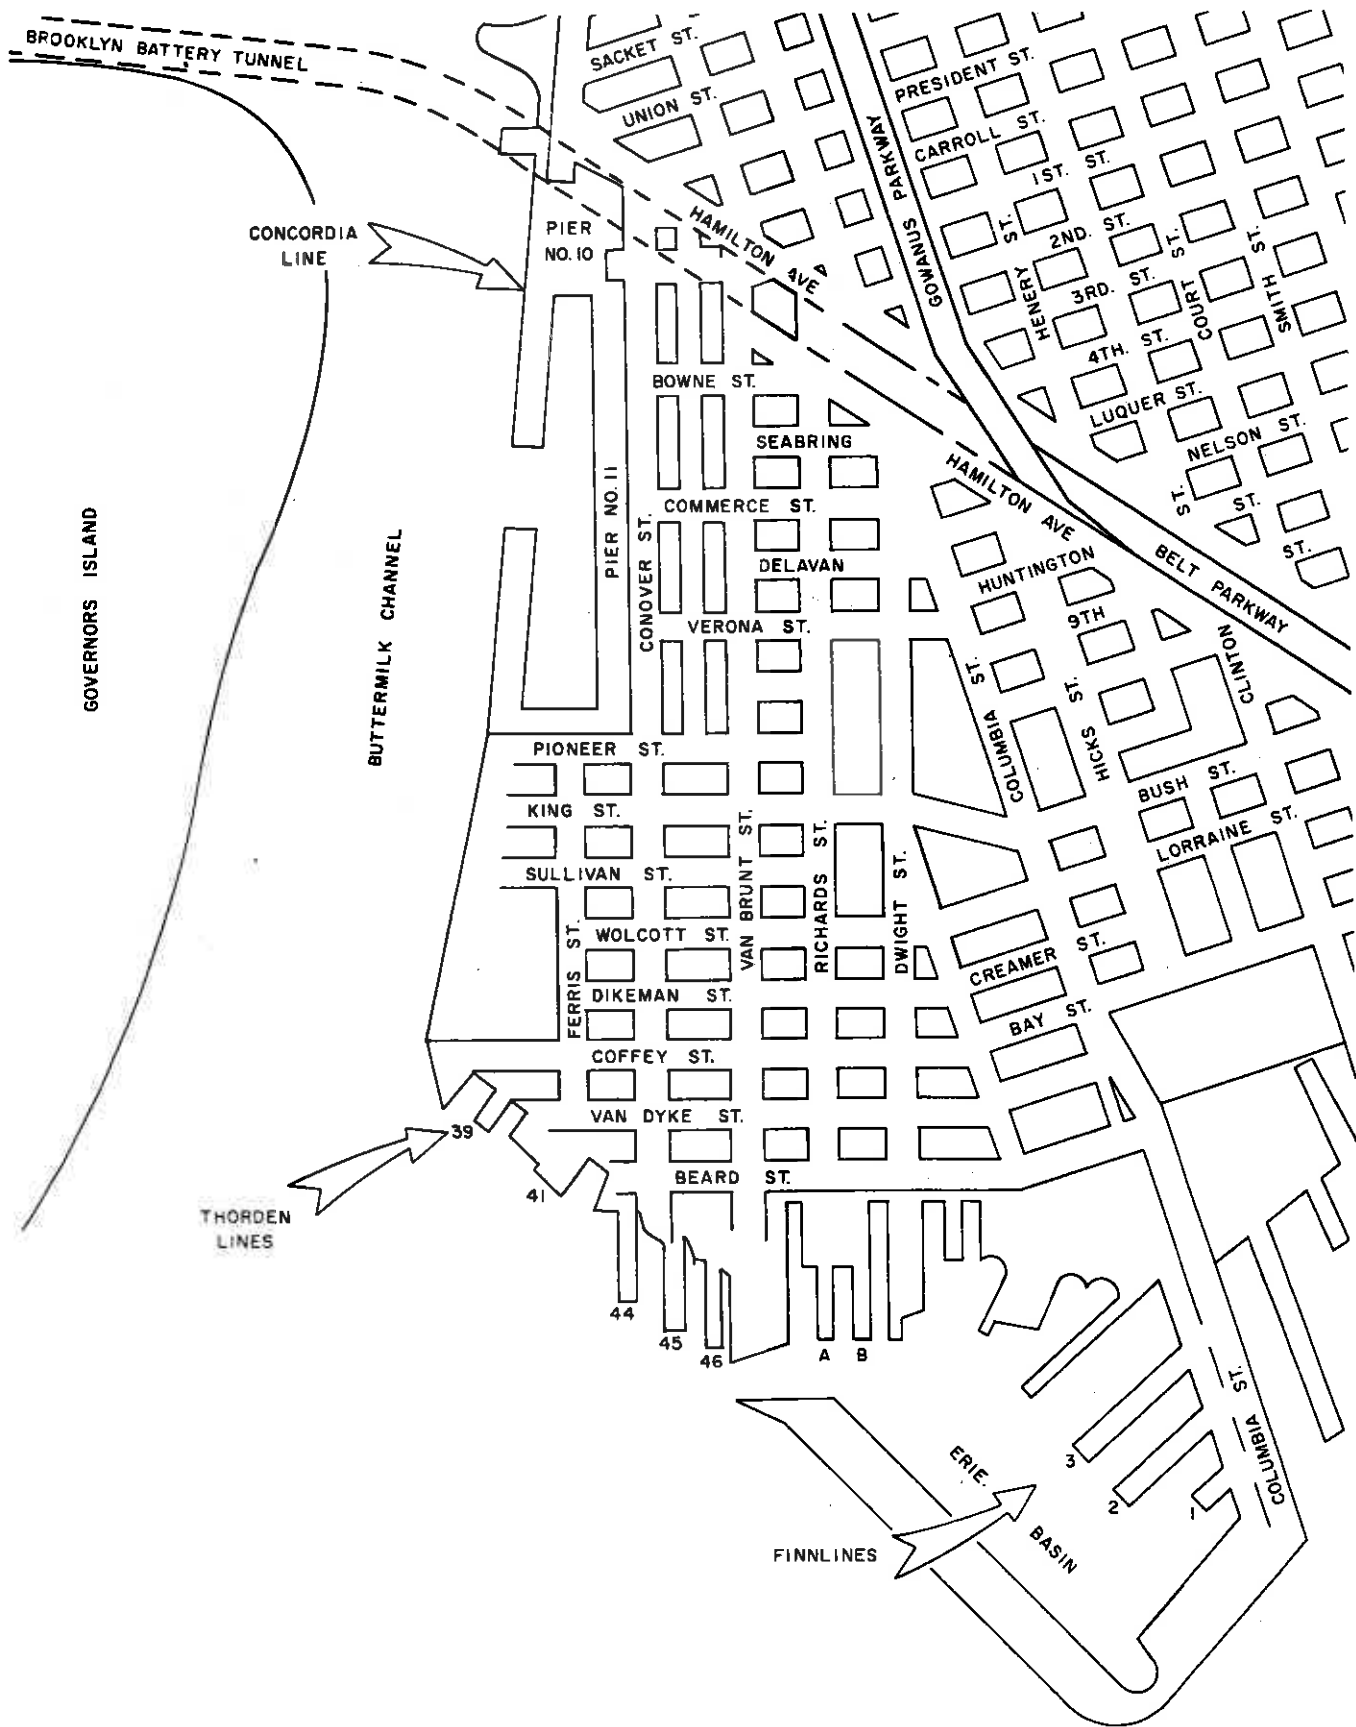 BROOKLYN BATTERY TUNNEL
SACKET ST.
UNION ST.
GOWANUS PARKWAY
PRESIDENT ST.
CARROLL ST.
1ST. ST.
2ND. ST.
3RD. ST.
4TH. ST.
LUQUER ST.
NELSON ST.
ST.
ST.
HENERY ST.
COURT ST.
SMITH ST.
CONCORDIA
LINE
PIER
NO. 10
HAMILTON AVE
BOWNE ST.
SEABRING
COMMERCE ST.
DELAVAN
VERONA ST.
PIER NO. 11
CONOVER ST.
HAMILTON AVE
BELT PARKWAY
HUNTINGTON
9TH
GOVERNORS ISLAND
BUTTERMILK CHANNEL
COLUMBIA ST.
HICKS ST.
CLINTON ST.
BUSH ST.
LORRAINE ST.
PIONEER ST.
KING ST.
SULLIVAN ST.
WOLCOTT ST.
DIKEMAN ST.
COFFEY ST.
VAN DYKE ST.
BEARD ST.
FERRIS ST.
VAN BRUNT ST.
RICHARDS ST.
DWIGHT ST.
CREAMER ST.
BAY ST.
39
41
THORDEN
LINES
44
45
46
A
B
3
2
1
COLUMBIA ST.
ERIE.
BASIN
FINNLINES